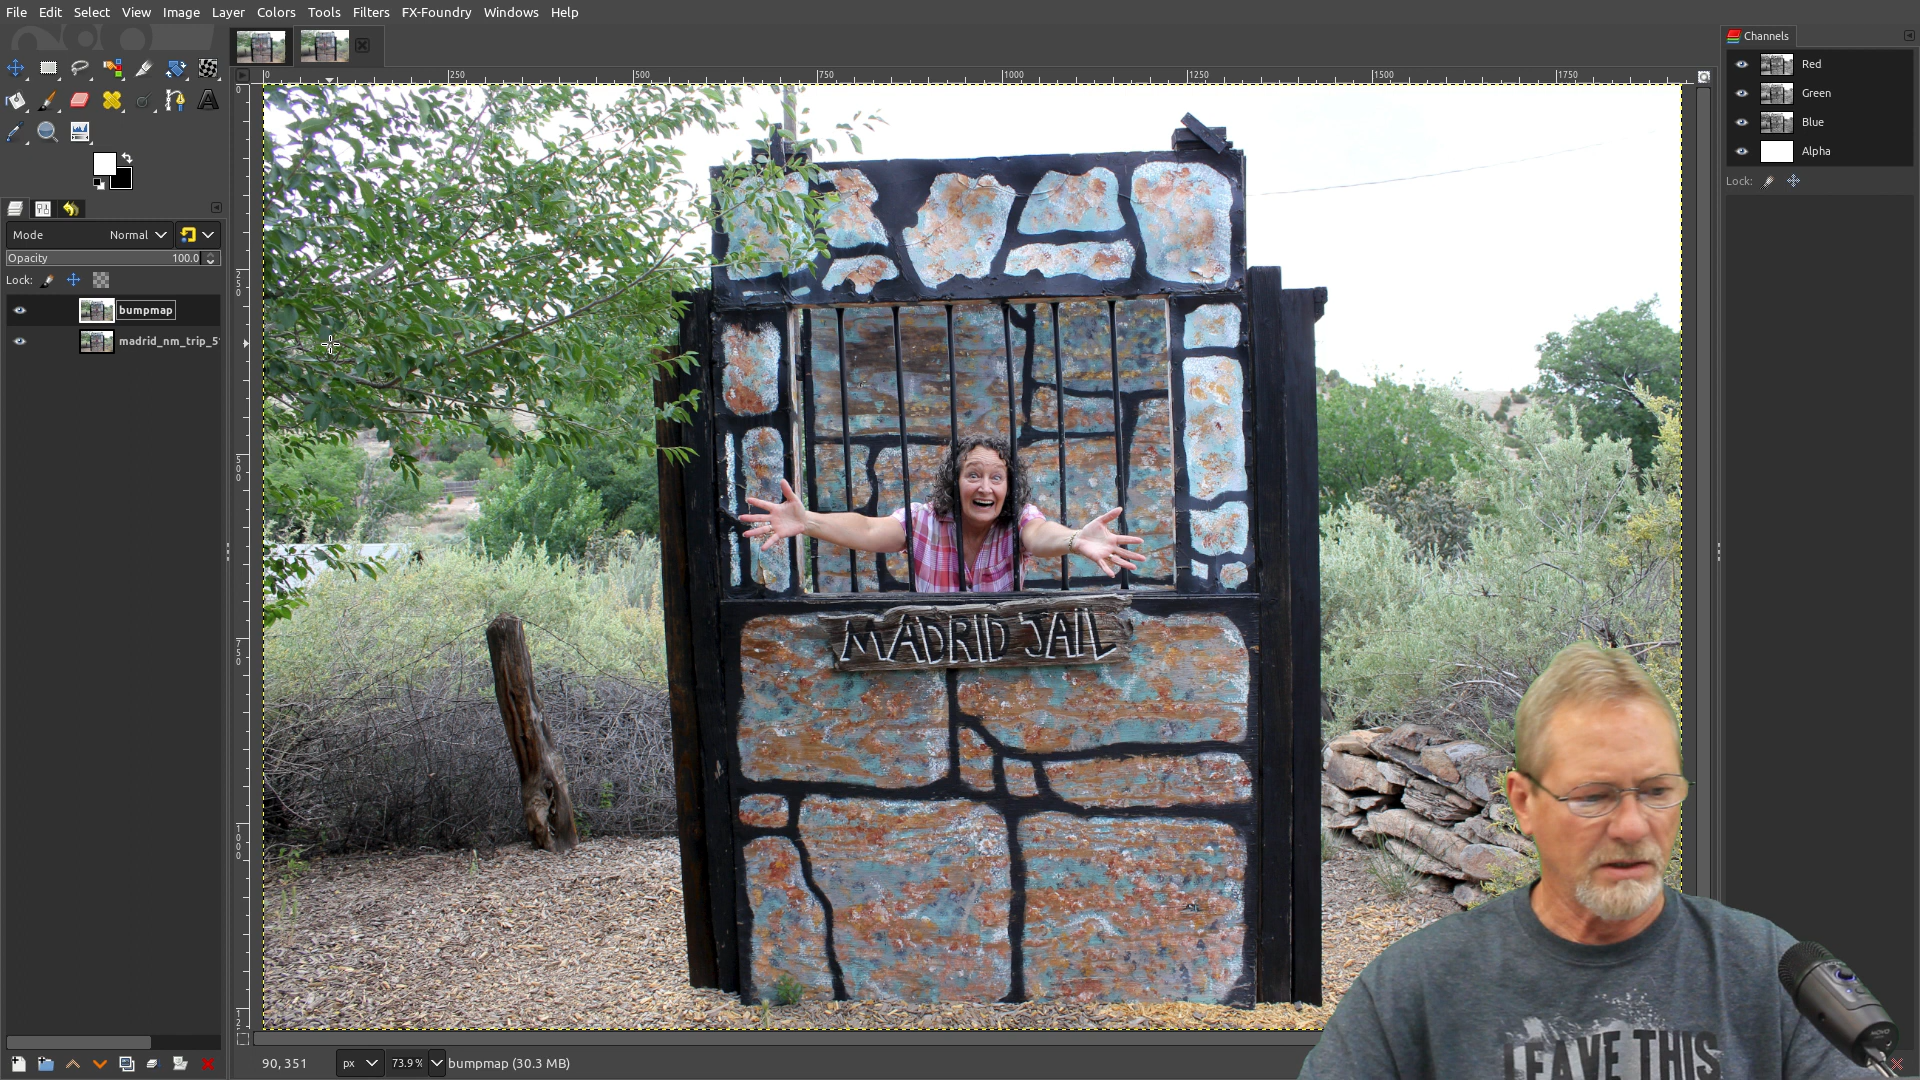 File Edit Select View Image Layer Colors Tools Filters FX-Foundry Windows Help
Channels
0 250 500 750 1000 1250 1500 1750
Red
Green
Blue
Alpha
Lock:
Mode Normal
Opacity 100.0
Lock:
bumpmap
madrid_nm_trip_5
MADRID JAIL
LEAVE THIS
90, 351 px 73.9 % bumpmap (30.3 MB)